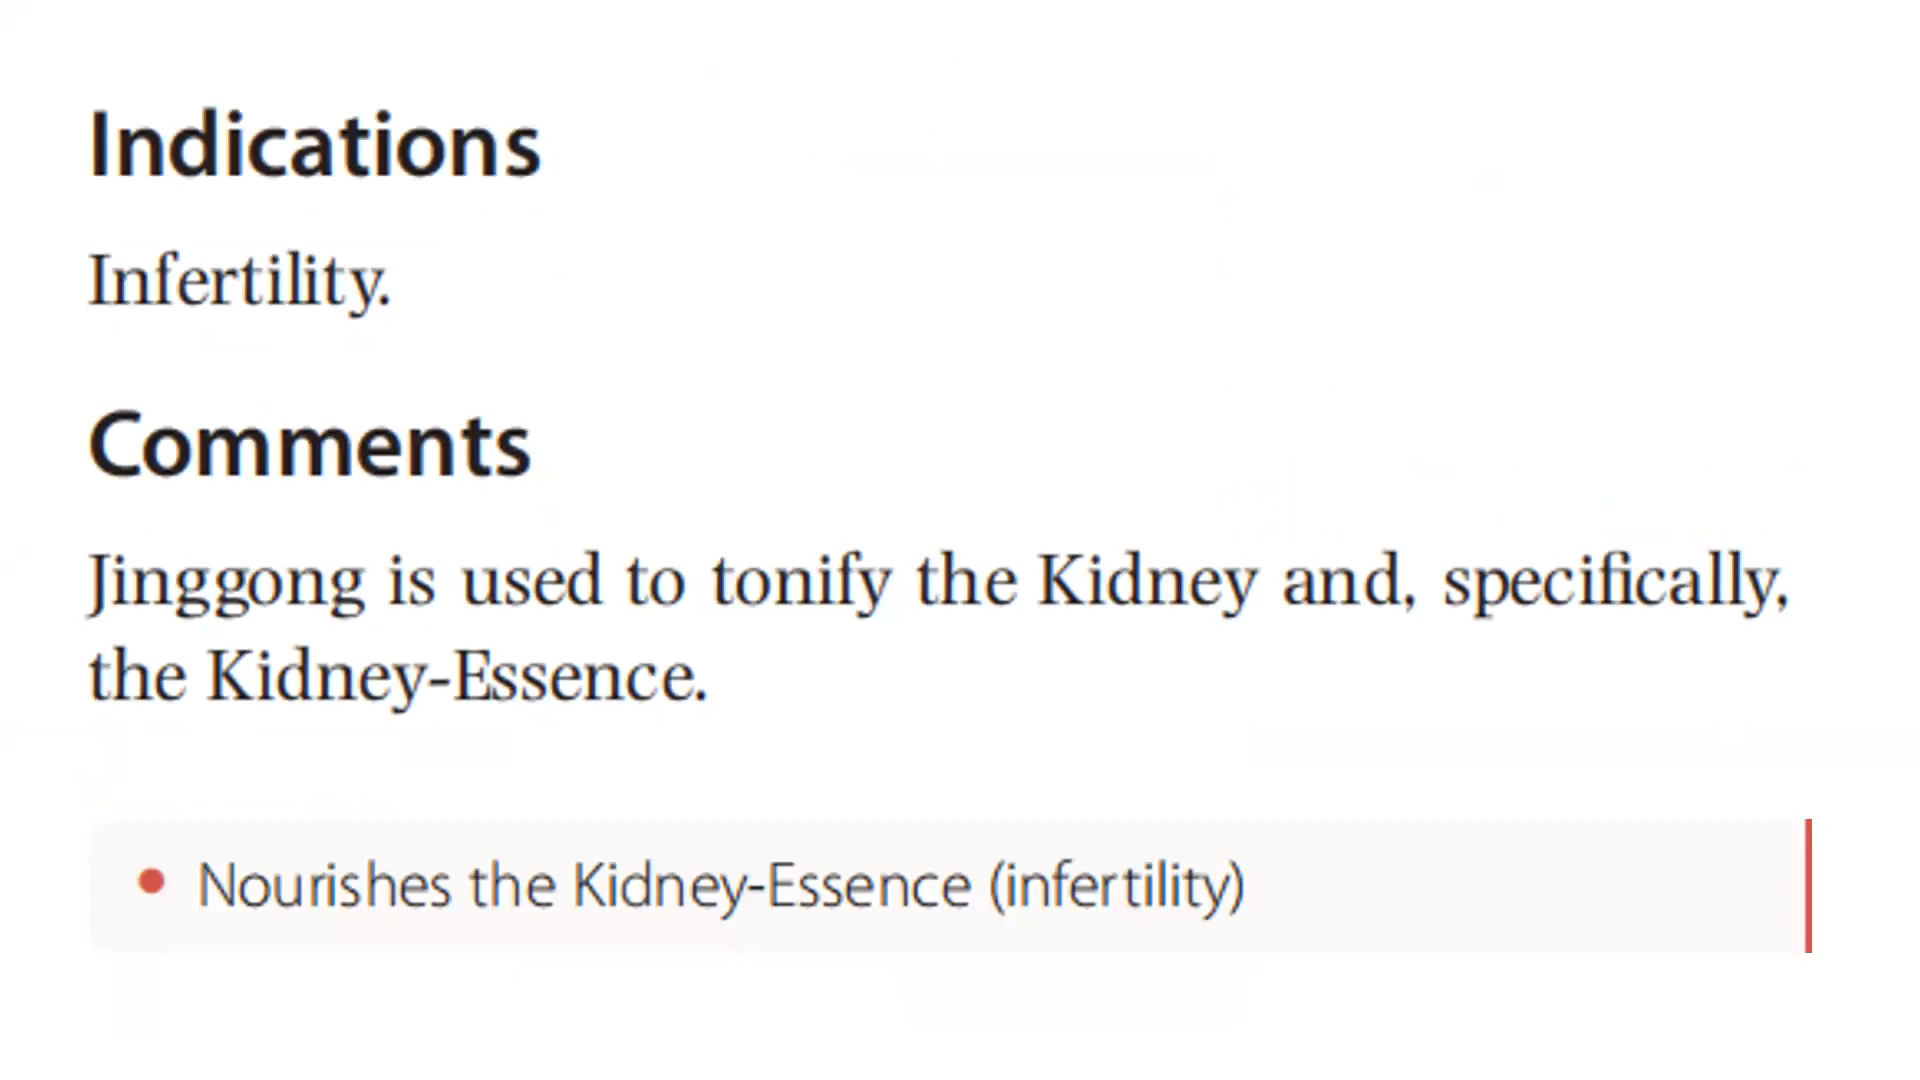 Indications
Infertility.
Comments
Jinggong is used to tonify the Kidney and, specifically,
the Kidney-Essence.
• Nourishes the Kidney-Essence (infertility)